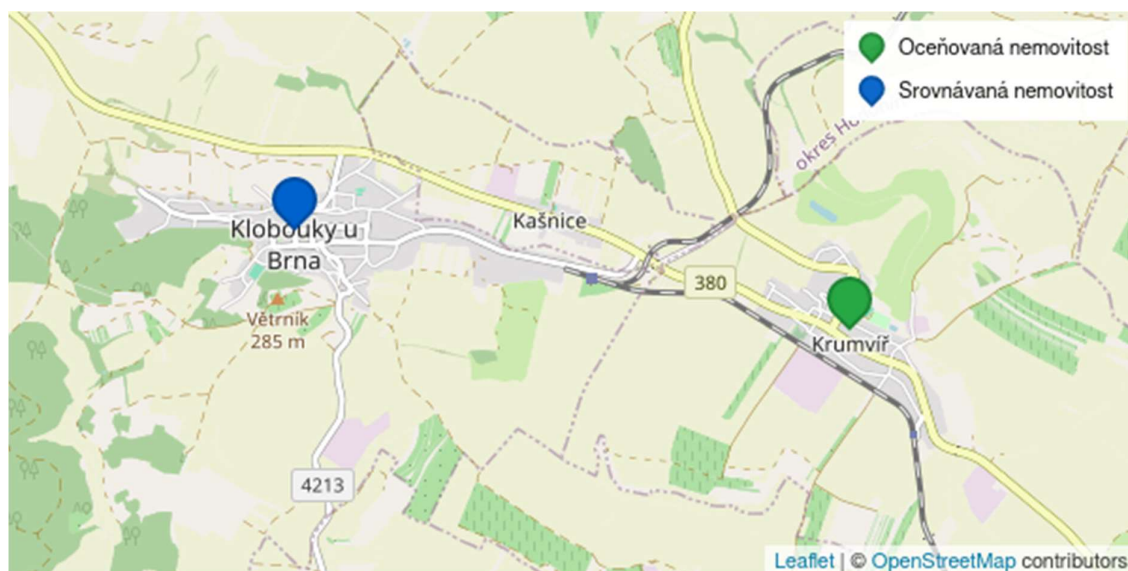 Oceňovaná nemovitost
Srovnávaná nemovitost
okres Ho
Kašnice
Klobouky u
Brna
380
Větrník
285 m
Krumvíř
4213
Leaflet | © OpenStreetMap contributors